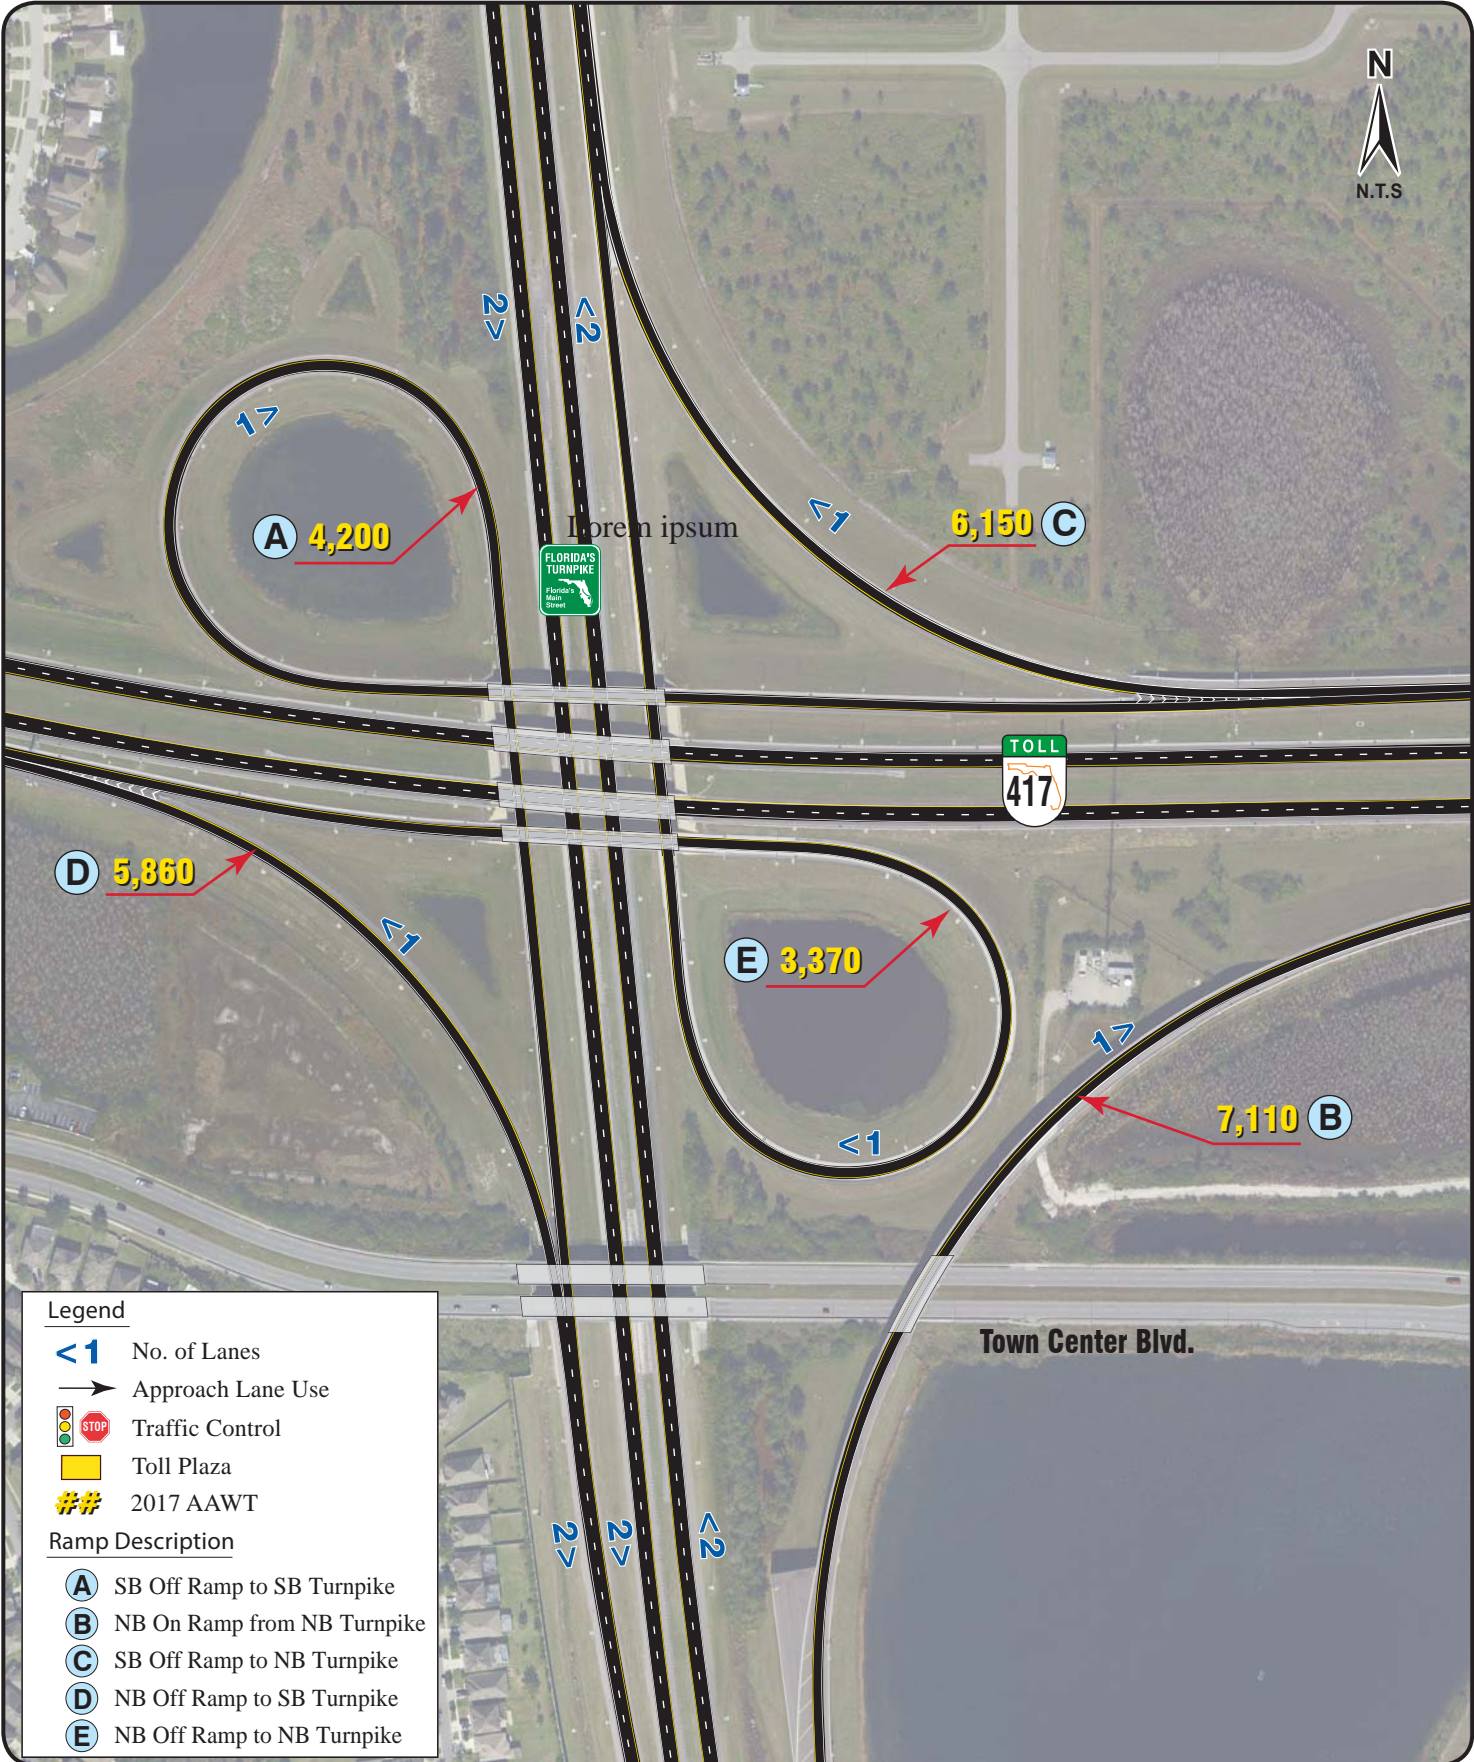 N
N.T.S
2 >
< 2
1 >
A 4,200
Lorem ipsum
< 1
6,150 C
FLORIDA'S
TURNPIKE
Florida's
Main
Street
TOLL
417
D 5,860
< 1
E 3,370
1 >
< 1
7,110 B
Town Center Blvd.
Legend
< 1 No. of Lanes
Approach Lane Use
STOP Traffic Control
Toll Plaza
## 2017 AAWT
Ramp Description
A SB Off Ramp to SB Turnpike
B NB On Ramp from NB Turnpike
C SB Off Ramp to NB Turnpike
D NB Off Ramp to SB Turnpike
E NB Off Ramp to NB Turnpike
2 >
2 >
< 2